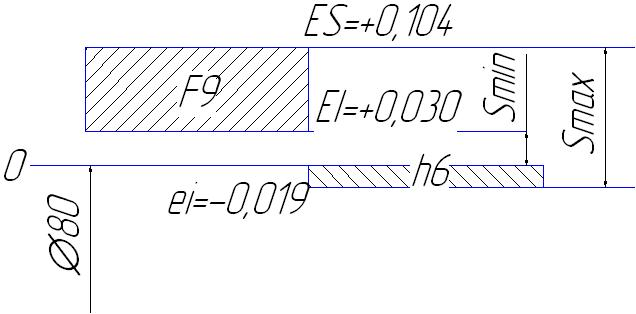 ES=+0,104
F9
EI=+0,030
Smin
Smax
0
h6
ei=-0,019
Ø80